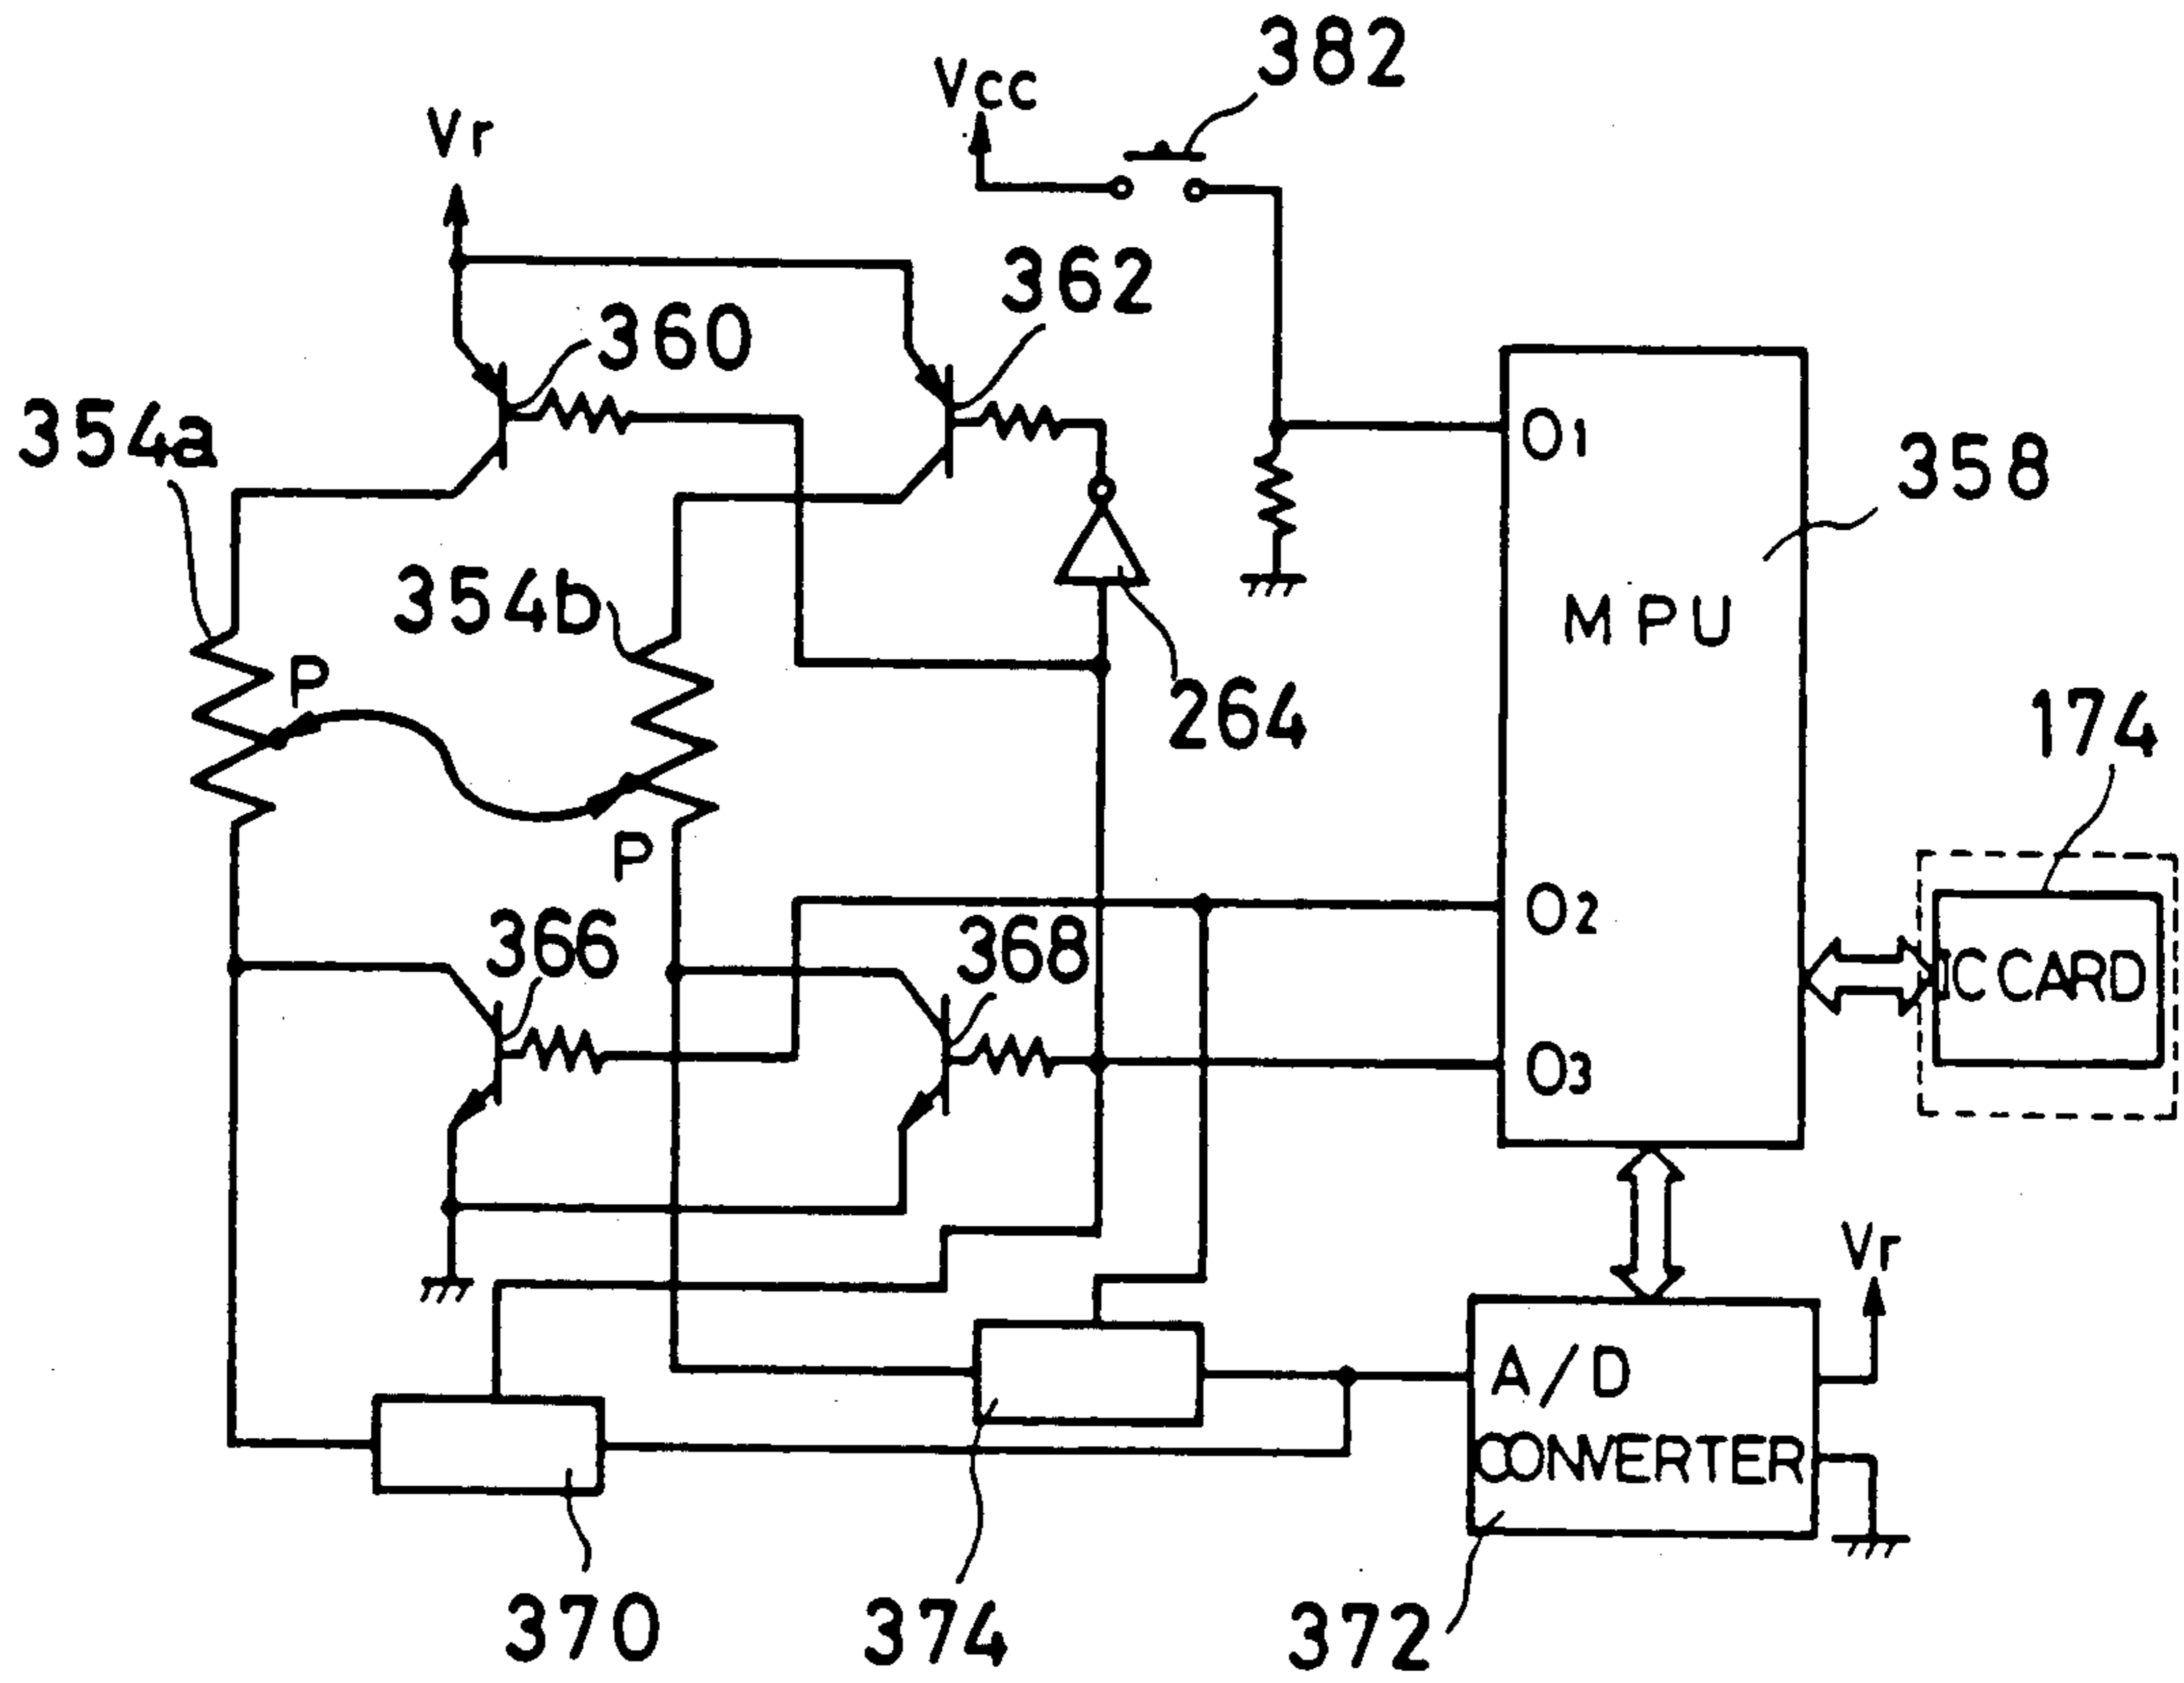 382
Vcc
Vr
362
360
354a
O1
358
354b
MPU
P
264
174
P
O2
366
368
IC CARD
O3
Vr
A/D
CONVERTER
370
374
372